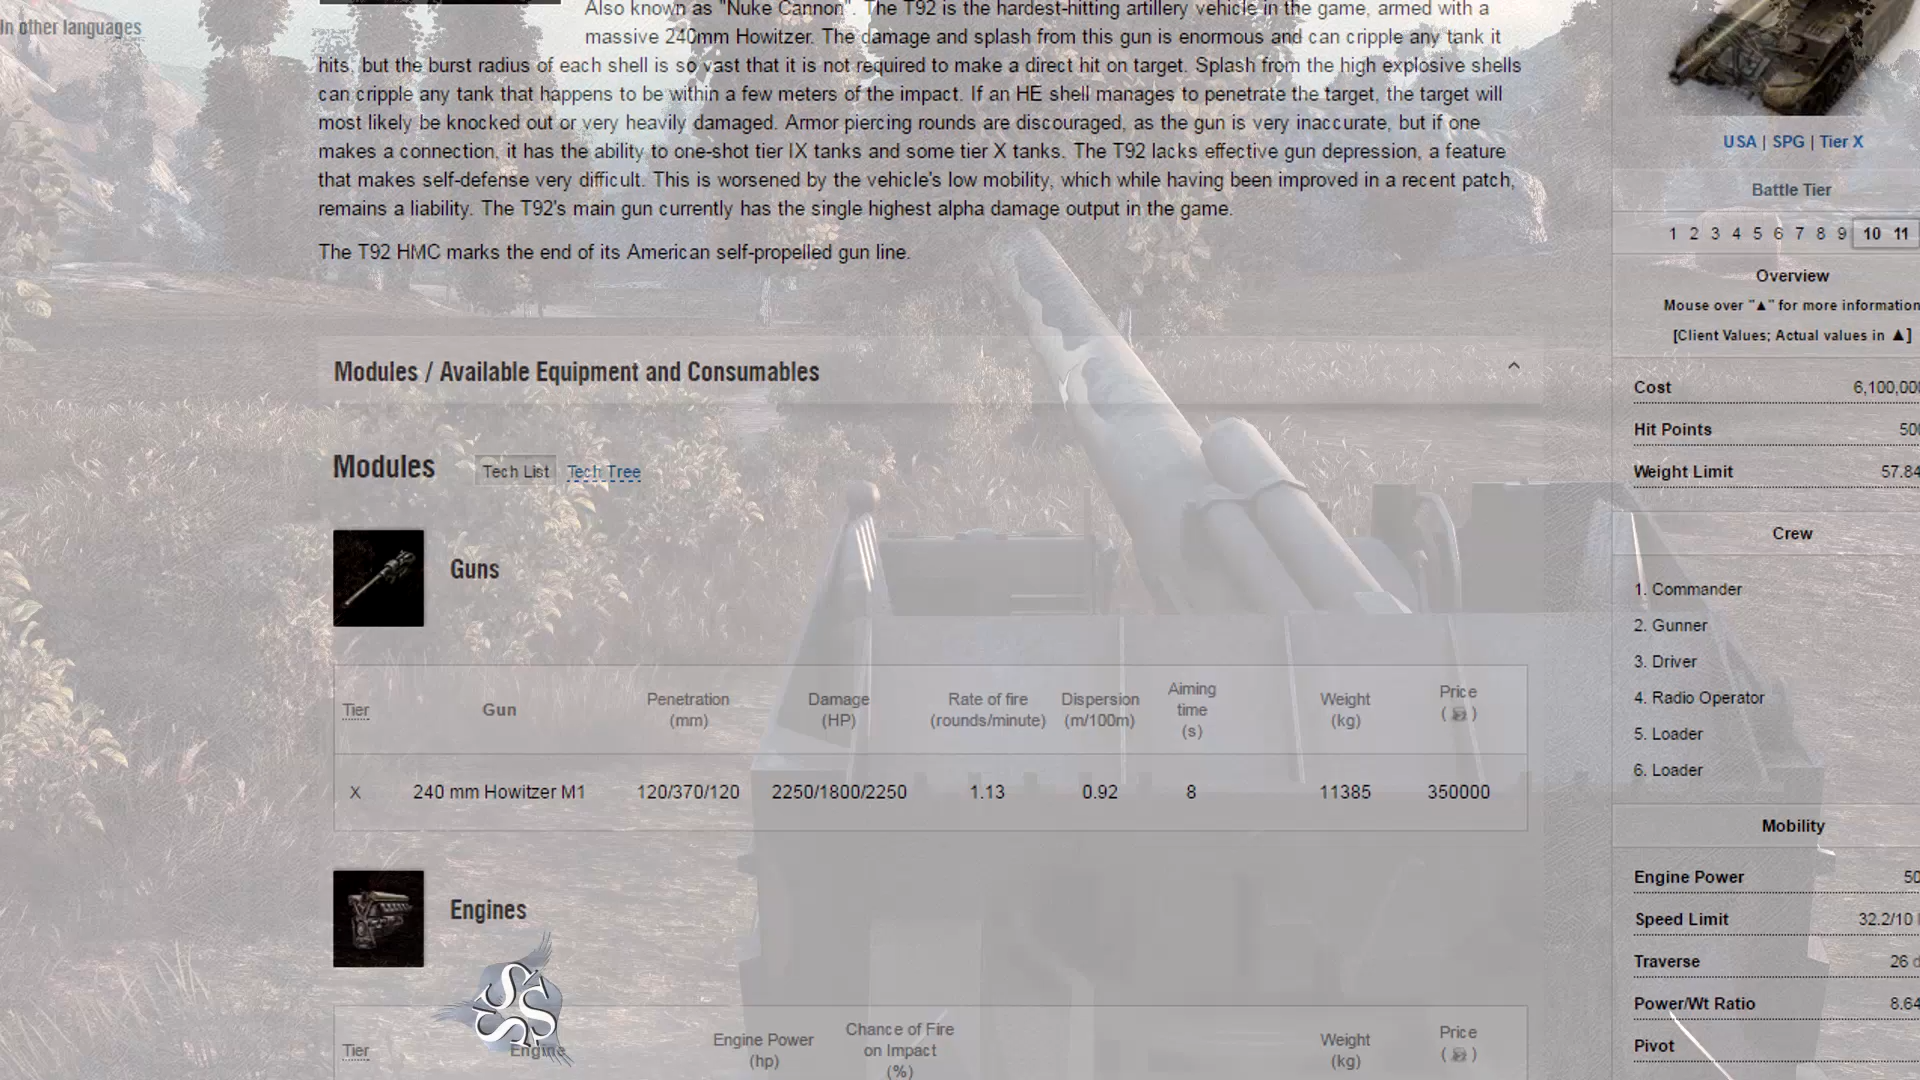 In other languages
Also known as "Nuke Cannon". The T92 is the hardest-hitting artillery vehicle in the game, armed with a
massive 240mm Howitzer. The damage and splash from this gun is enormous and can cripple any tank it
hits, but the burst radius of each shell is so vast that it is not required to make a direct hit on target. Splash from the high explosive shells
can cripple any tank that happens to be within a few meters of the impact. If an HE shell manages to penetrate the target, the target will
most likely be knocked out or very heavily damaged. Armor piercing rounds are discouraged, as the gun is very inaccurate, but if one
makes a connection, it has the ability to one-shot tier IX tanks and some tier X tanks. The T92 lacks effective gun depression, a feature
that makes self-defense very difficult. This is worsened by the vehicle's low mobility, which while having been improved in a recent patch,
remains a liability. The T92's main gun currently has the single highest alpha damage output in the game.
The T92 HMC marks the end of its American self-propelled gun line.
Modules / Available Equipment and Consumables
Modules Tech List Tech Tree
Guns
Tier Gun Penetration (mm) Damage (HP) Rate of fire (rounds/minute) Dispersion (m/100m) Aiming time (s) Weight (kg) Price ( )
X 240 mm Howitzer M1 120/370/120 2250/1800/2250 1.13 0.92 8 11385 350000
Engines
Tier Engine Engine Power (hp) Chance of Fire on Impact (%) Weight (kg) Price ( )
USA | SPG | Tier X
Battle Tier
1 2 3 4 5 6 7 8 9 10 11
Overview
Mouse over "▲" for more information
[Client Values; Actual values in ▲]
Cost 6,100,00
Hit Points 50
Weight Limit 57.84
Crew
1. Commander
2. Gunner
3. Driver
4. Radio Operator
5. Loader
6. Loader
Mobility
Engine Power 50
Speed Limit 32.2/10
Traverse 26 d
Power/Wt Ratio 8.64
Pivot